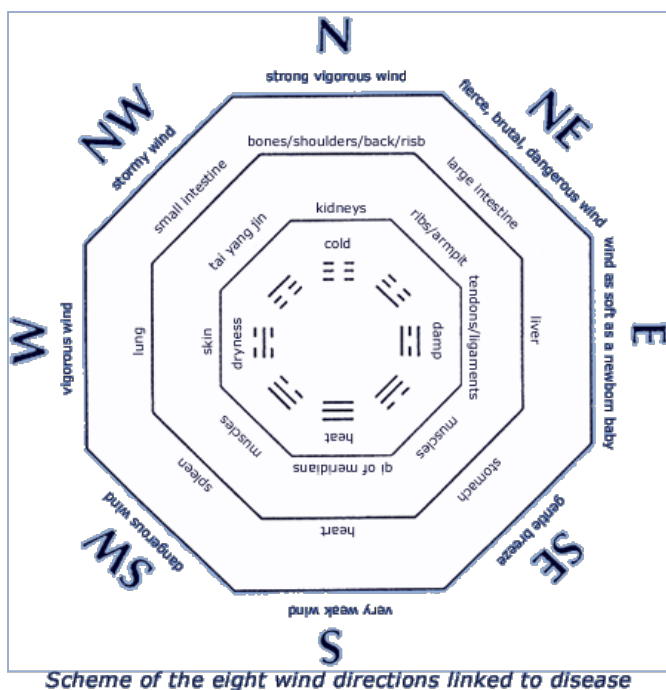 N
strong vigorous wind
NE
fierce, brutal, dangerous wind
E
wind as soft as a newborn baby
SE
gentle breeze
S
very weak wind
SW
dangerous wind
W
vigorous wind
NW
stormy wind
bones/shoulders/back/risb
large intestine
liver
stomach
heart
spleen
lung
small intestine
kidneys
ribs/armpit
tendons/ligaments
muscles
qi of meridians
muscles
skin
tai yang jin
cold
damp
heat
dryness
Scheme of the eight wind directions linked to disease